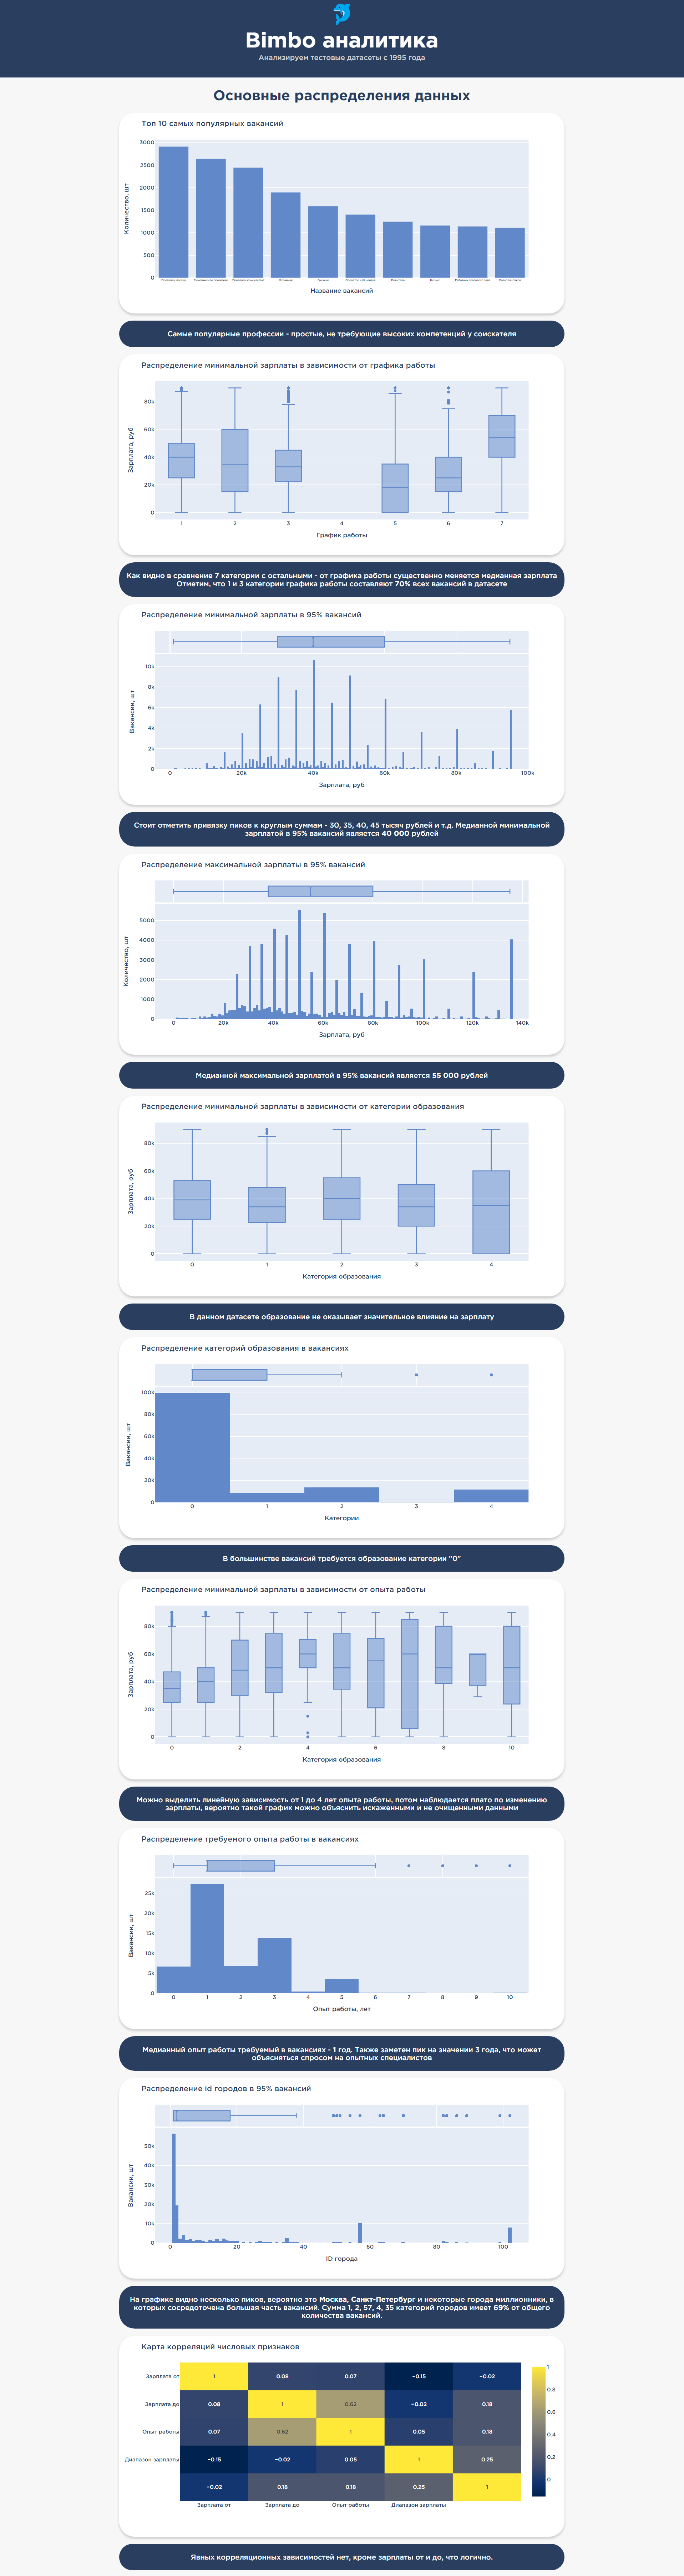 Bimbo аналитика
Анализируем тестовые датасеты с 1995 года
Основные распределения данных
Топ 10 самых популярных вакансий
Количество, шт
3000
2500
2000
1500
1000
500
0
Название вакансий
Самые популярные профессии - простые, не требующие высоких компетенций у соискателя
Распределение минимальной зарплаты в зависимости от графика работы
Зарплата, руб
80k
60k
40k
20k
0
1 2 3 4 5 6 7
График работы
Как видно в сравнение 7 категории с остальными - от графика работы существенно меняется медианная зарплата
Отметим, что 1 и 3 категории графика работы составляют 70% всех вакансий в датасете
Распределение минимальной зарплаты в 95% вакансий
Вакансии, шт
10k
8k
6k
4k
2k
0
0 20k 40k 60k 80k 100k
Зарплата, руб
Стоит отметить привязку пиков к круглым суммам - 30, 35, 40, 45 тысяч рублей и т.д. Медианной минимальной
зарплатой в 95% вакансий является 40 000 рублей
Распределение максимальной зарплаты в 95% вакансий
Количество, шт
5000
4000
3000
2000
1000
0
0 20k 40k 60k 80k 100k 120k 140k
Зарплата, руб
Медианной максимальной зарплатой в 95% вакансий является 55 000 рублей
Распределение минимальной зарплаты в зависимости от категории образования
Зарплата, руб
80k
60k
40k
20k
0
0 1 2 3 4
Категория образования
В данном датасете образование не оказывает значительное влияние на зарплату
Распределение категорий образования в вакансиях
Вакансии, шт
100k
80k
60k
40k
20k
0
0 1 2 3 4
Категории
В большинстве вакансий требуется образование категории "0"
Распределение минимальной зарплаты в зависимости от опыта работы
Зарплата, руб
80k
60k
40k
20k
0
0 2 4 6 8 10
Категория образования
Можно выделить линейную зависимость от 1 до 4 лет опыта работы, потом наблюдается плато по изменению
зарплаты, вероятно такой график можно объяснить искаженными и не очищенными данными
Распределение требуемого опыта работы в вакансиях
Вакансии, шт
25k
20k
15k
10k
5k
0
0 1 2 3 4 5 6 7 8 9 10
Опыт работы, лет
Медианный опыт работы требуемый в вакансиях - 1 год. Также заметен пик на значении 3 года, что может
объясняться спросом на опытных специалистов
Распределение id городов в 95% вакансий
Вакансии, шт
50k
40k
30k
20k
10k
0
0 20 40 60 80 100
ID города
На графике видно несколько пиков, вероятно это Москва, Санкт-Петербург и некоторые города миллионники, в
которых сосредоточена большая часть вакансий. Сумма 1, 2, 57, 4, 35 категорий городов имеет 69% от общего
количества вакансий.
Карта корреляций числовых признаков
Зарплата от 1 0.08 0.07 −0.15 −0.02
Зарплата до 0.08 1 0.62 −0.02 0.18
Опыт работы 0.07 0.62 1 0.05 0.18
Диапазон зарплаты −0.15 −0.02 0.05 1 0.25
−0.02 0.18 0.18 0.25 1
Зарплата от Зарплата до Опыт работы Диапазон зарплаты
1
0.8
0.6
0.4
0.2
0
Явных корреляционных зависимостей нет, кроме зарплаты от и до, что логично.